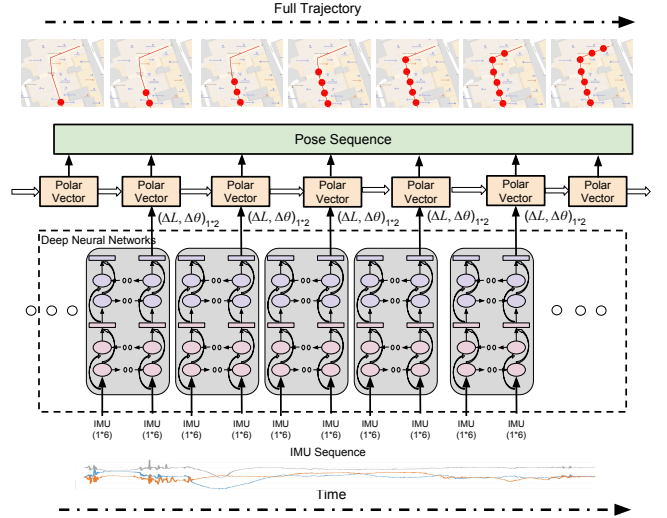 Full Trajectory
Pose Sequence
Polar Vector
Polar Vector
Polar Vector
Polar Vector
Polar Vector
Polar Vector
Polar Vector
(ΔL, Δθ)1*2
(ΔL, Δθ)1*2
(ΔL, Δθ)1*2
(ΔL, Δθ)1*2
(ΔL, Δθ)1*2
Deep Neural Networks
IMU (1*6)
IMU (1*6)
IMU (1*6)
IMU (1*6)
IMU (1*6)
IMU (1*6)
IMU (1*6)
IMU (1*6)
IMU (1*6)
IMU (1*6)
IMU Sequence
Time